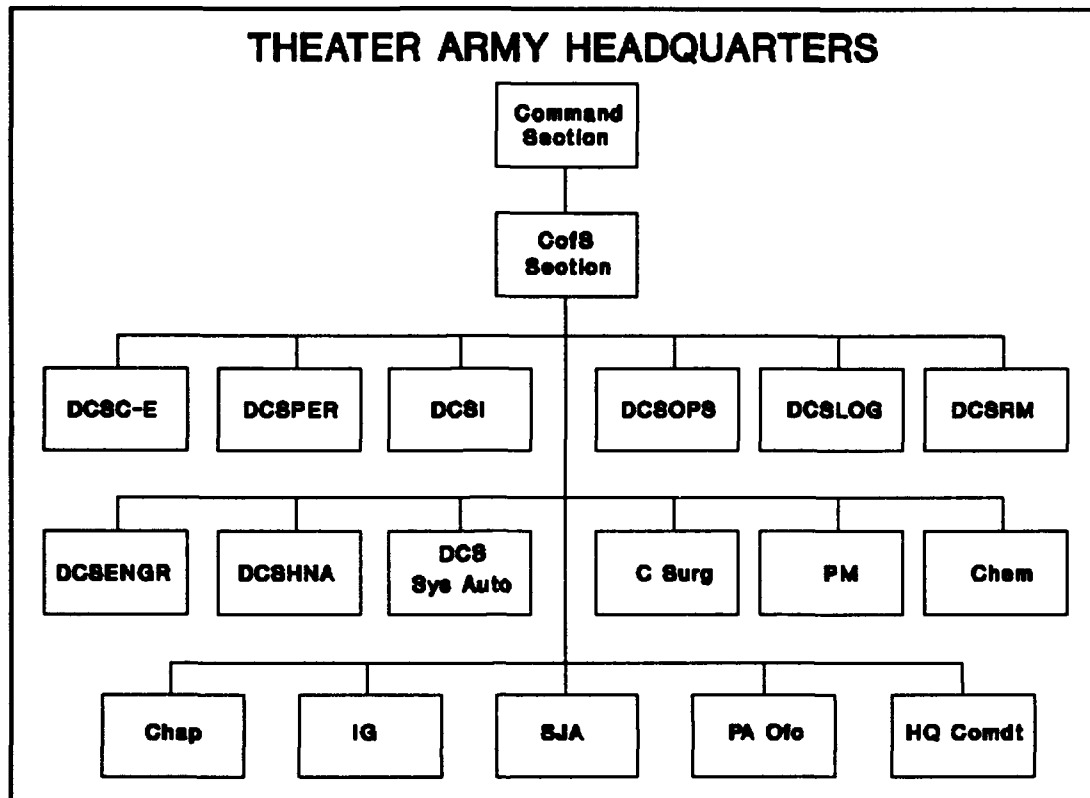 THEATER ARMY HEADQUARTERS
Command
Section
CofS
Section
DCSC-E
DCSPER
DCSI
DCSOPS
DCSLOG
DCSRM
DCSENGR
DCSHNA
DCS
Sys Auto
C Surg
PM
Chem
Chap
IG
SJA
PA Ofc
HQ Comdt